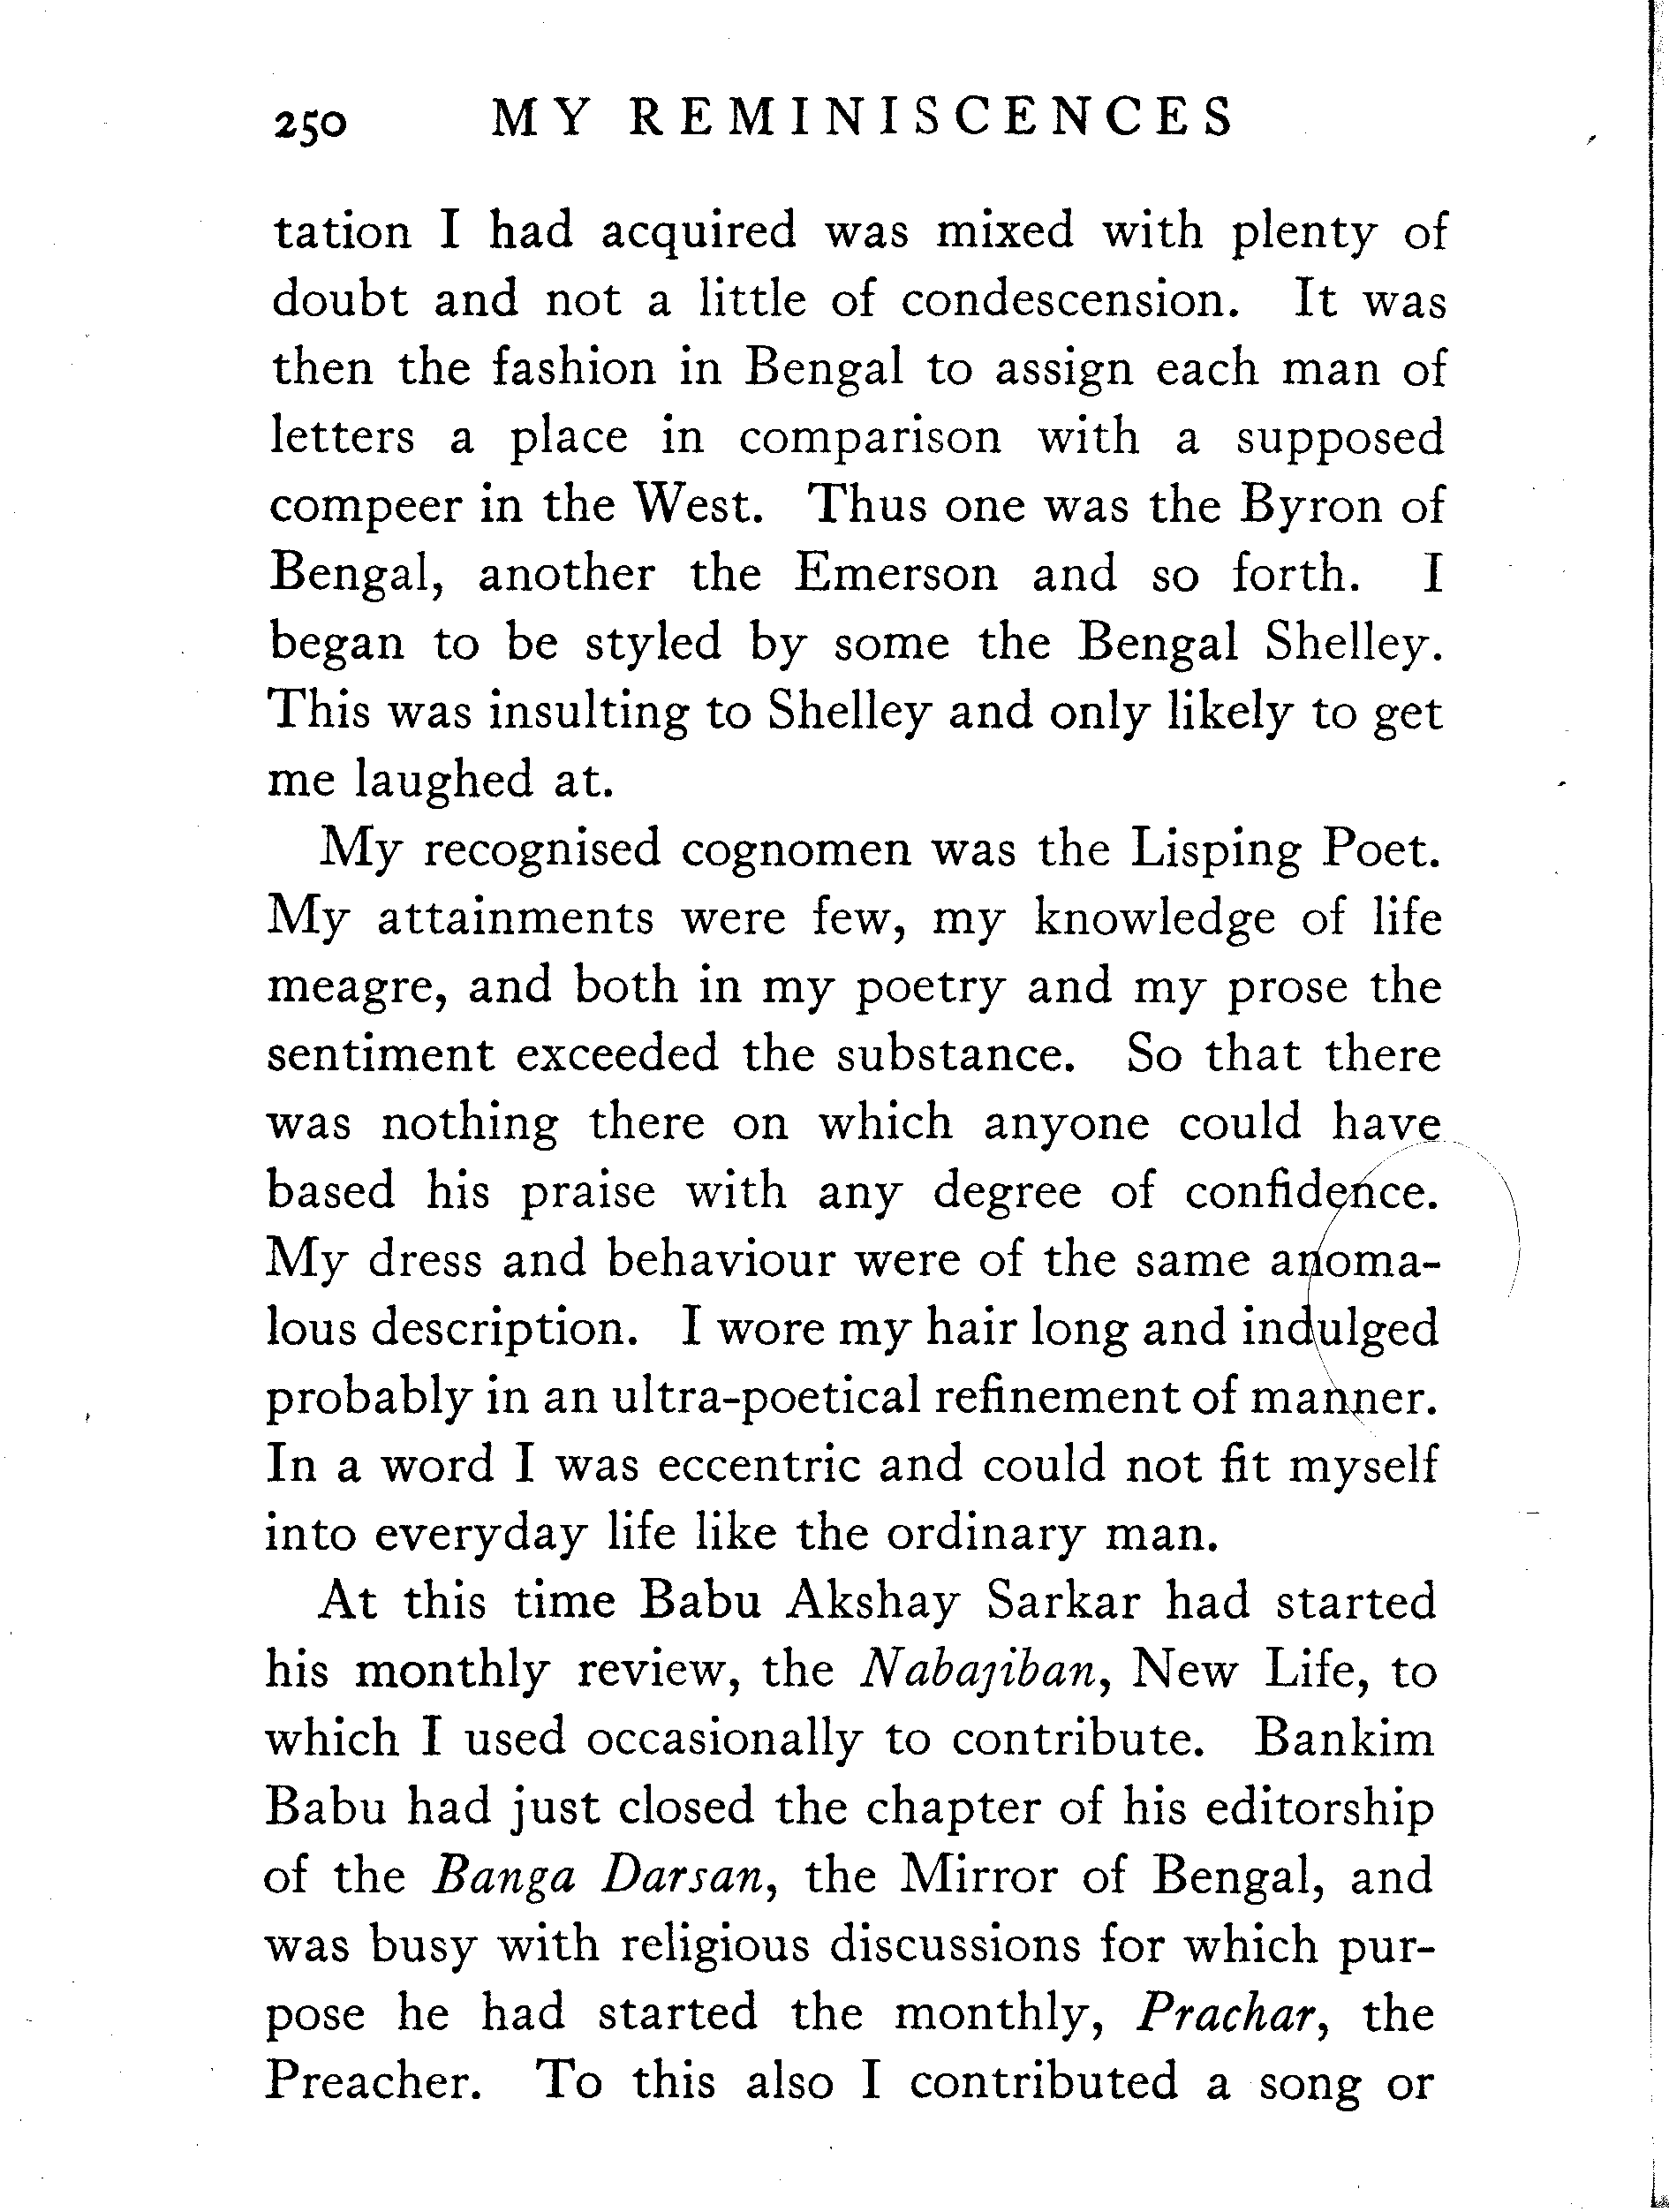 250 MY REMINISCENCES
tation I had acquired was mixed with plenty of
doubt and not a little of condescension. It was
then the fashion in Bengal to assign each man of
letters a place in comparison with a supposed
compeer in the West. Thus one was the Byron of
Bengal, another the Emerson and so forth. I
began to be styled by some the Bengal Shelley.
This was insulting to Shelley and only likely to get
me laughed at.
My recognised cognomen was the Lisping Poet.
My attainments were few, my knowledge of life
meagre, and both in my poetry and my prose the
sentiment exceeded the substance. So that there
was nothing there on which anyone could have
based his praise with any degree of confidence.
My dress and behaviour were of the same anoma-
lous description. I wore my hair long and indulged
probably in an ultra-poetical refinement of manner.
In a word I was eccentric and could not fit myself
into everyday life like the ordinary man.
At this time Babu Akshay Sarkar had started
his monthly review, the Nabajiban, New Life, to
which I used occasionally to contribute. Bankim
Babu had just closed the chapter of his editorship
of the Banga Darsan, the Mirror of Bengal, and
was busy with religious discussions for which pur-
pose he had started the monthly, Prachar, the
Preacher. To this also I contributed a song or